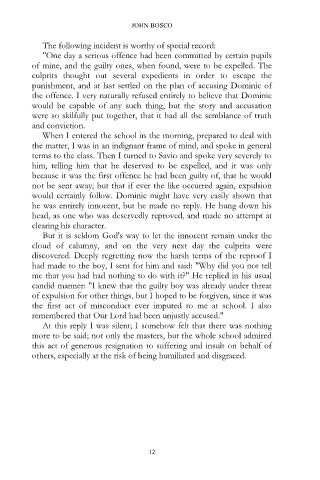 JOHN BOSCO
The following incident is worthy of special record:
"One day a serious offence had been committed by certain pupils
of mine, and the guilty ones, when found, were to be expelled. The
culprits thought out several expedients in order to escape the
punishment, and at last settled on the plan of accusing Dominic of
the offence. I very naturally refused entirely to believe that Dominic
would be capable of any such thing, but the story and accusation
were so skilfully put together, that it had all the semblance of truth
and conviction.
When I entered the school in the morning, prepared to deal with
the matter, I was in an indignant frame of mind, and spoke in general
terms to the class. Then I turned to Savio and spoke very severely to
him, telling him that he deserved to be expelled, and it was only
because it was the first offence he had been guilty of, that he would
not be sent away; but that if ever the like occurred again, expulsion
would certainly follow. Dominic might have very easily shown that
he was entirely innocent, but he made no reply. He hung down his
head, as one who was deservedly reproved, and made no attempt at
clearing his character.
But it is seldom God's way to let the innocent remain under the
cloud of calumny, and on the very next day the culprits were
discovered. Deeply regretting now the harsh terms of the reproof I
had made to the boy, I sent for him and said: "Why did you not tell
me that you had had nothing to do with it?" He replied in his usual
candid manner: "I knew that the guilty boy was already under threat
of expulsion for other things, but I hoped to be forgiven, since it was
the first act of misconduct ever imputed to me at school. I also
remembered that Our Lord had been unjustly accused."
At this reply I was silent; I somehow felt that there was nothing
more to be said; not only the masters, but the whole school admired
this act of generous resignation to suffering and insult on behalf of
others, especially at the risk of being humiliated and disgraced.
12